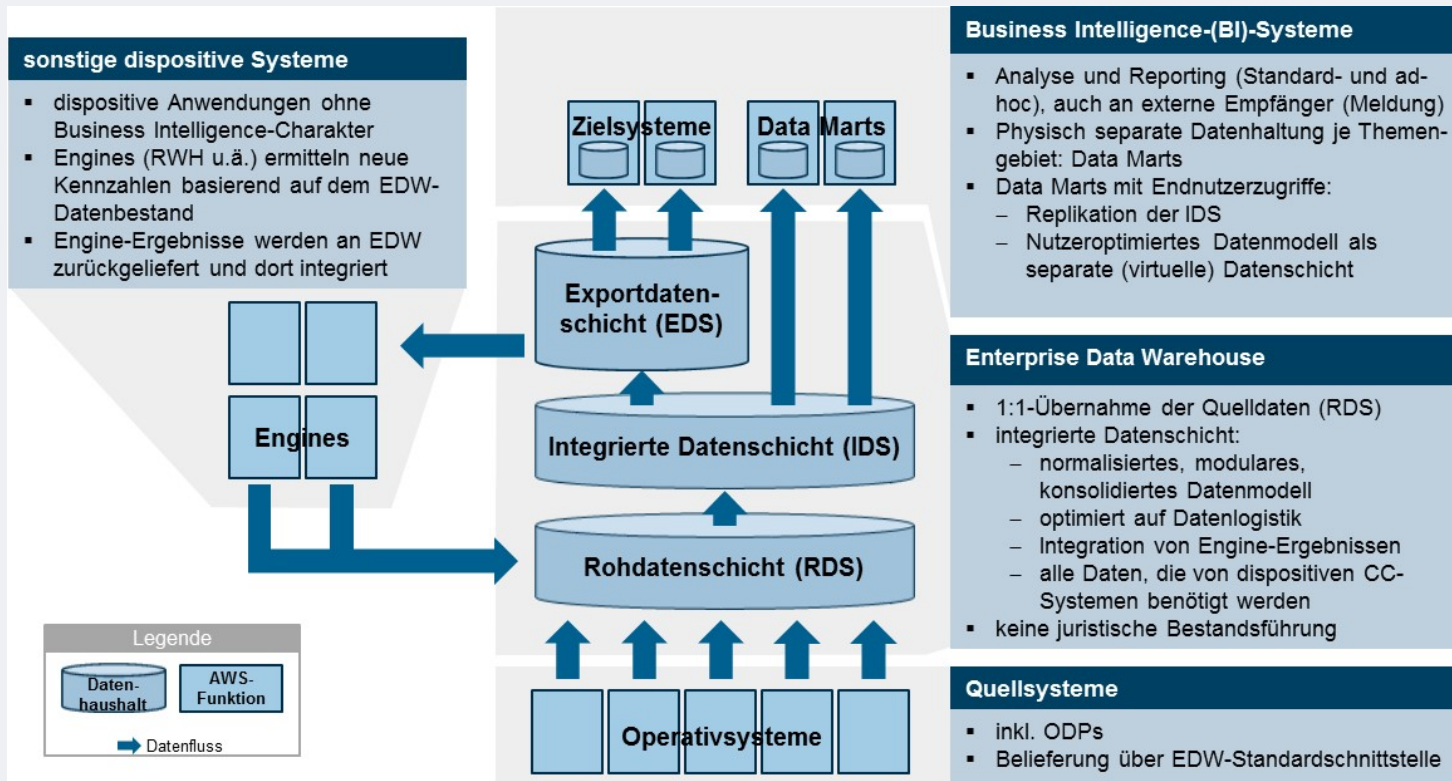 sonstige dispositive Systeme
▪ dispositive Anwendungen ohne
Business Intelligence-Charakter
▪ Engines (RWH u.ä.) ermitteln neue
Kennzahlen basierend auf dem EDW-
Datenbestand
▪ Engine-Ergebnisse werden an EDW
zurückgeliefert und dort integriert
Engines
Legende
Daten-
haushalt
AWS-
Funktion
Datenfluss
Zielsysteme
Data Marts
Exportdaten-
schicht (EDS)
Integrierte Datenschicht (IDS)
Rohdatenschicht (RDS)
Operativsysteme
Business Intelligence-(BI)-Systeme
▪ Analyse und Reporting (Standard- und ad-
hoc), auch an externe Empfänger (Meldung)
▪ Physisch separate Datenhaltung je Themen-
gebiet: Data Marts
▪ Data Marts mit Endnutzerzugriffe:
– Replikation der IDS
– Nutzeroptimiertes Datenmodell als
separate (virtuelle) Datenschicht
Enterprise Data Warehouse
▪ 1:1-Übernahme der Quelldaten (RDS)
▪ integrierte Datenschicht:
– normalisiertes, modulares,
konsolidiertes Datenmodell
– optimiert auf Datenlogistik
– Integration von Engine-Ergebnissen
– alle Daten, die von dispositiven CC-
Systemen benötigt werden
▪ keine juristische Bestandsführung
Quellsysteme
▪ inkl. ODPs
▪ Belieferung über EDW-Standardschnittstelle